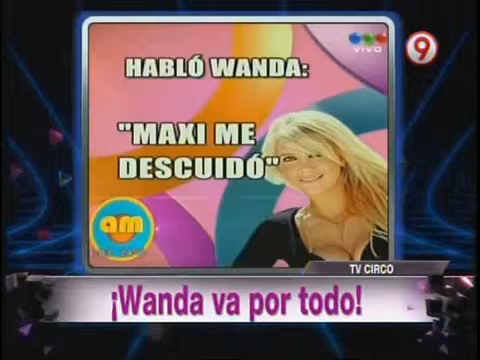 VIVO
9
HABLÓ WANDA:
"MAXI ME
DESCUIDÓ"
am
TV CIRCO
¡Wanda va por todo!